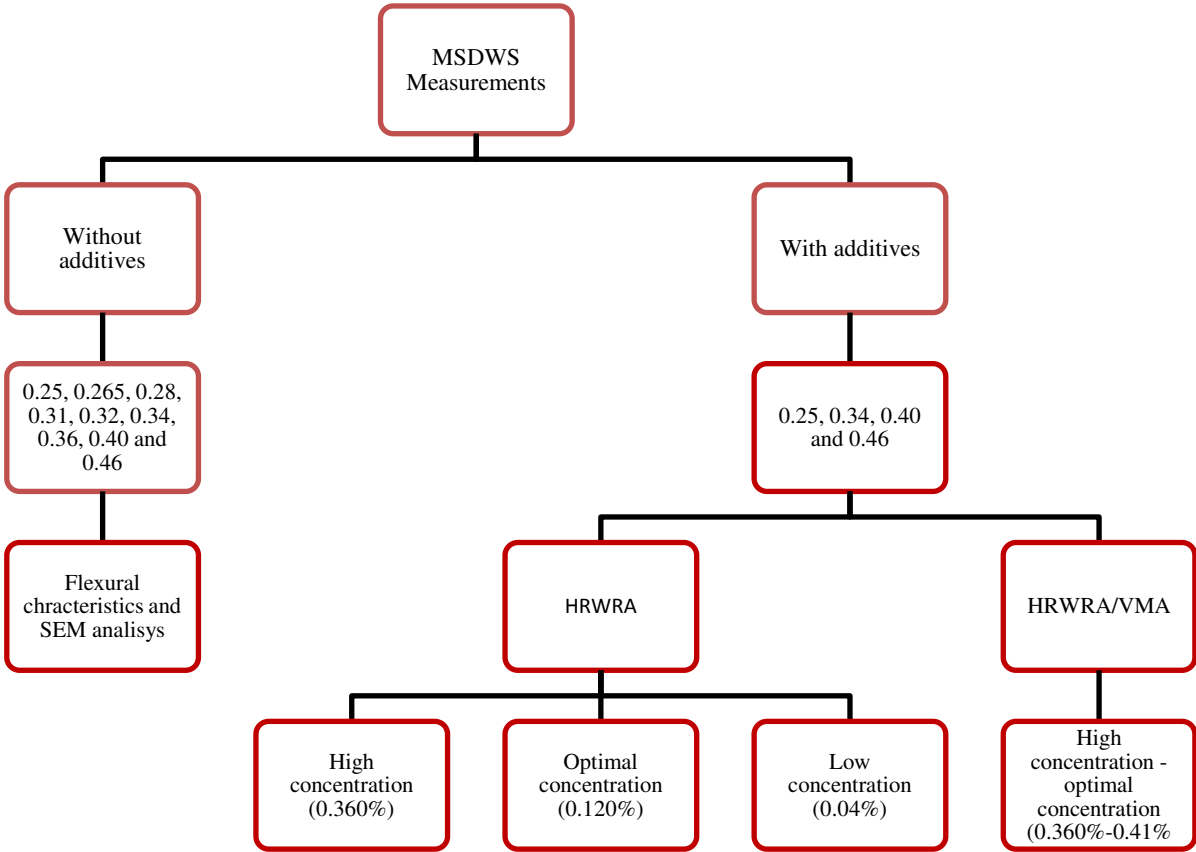 MSDWS
Measurements
Without
additives
With additives
0.25, 0.265, 0.28,
0.31, 0.32, 0.34,
0.36, 0.40 and
0.46
0.25, 0.34, 0.40
and 0.46
Flexural
chracteristics and
SEM analisys
HRWRA
HRWRA/VMA
High
concentration
(0.360%)
Optimal
concentration
(0.120%)
Low
concentration
(0.04%)
High
concentration -
optimal
concentration
(0.360%-0.41%